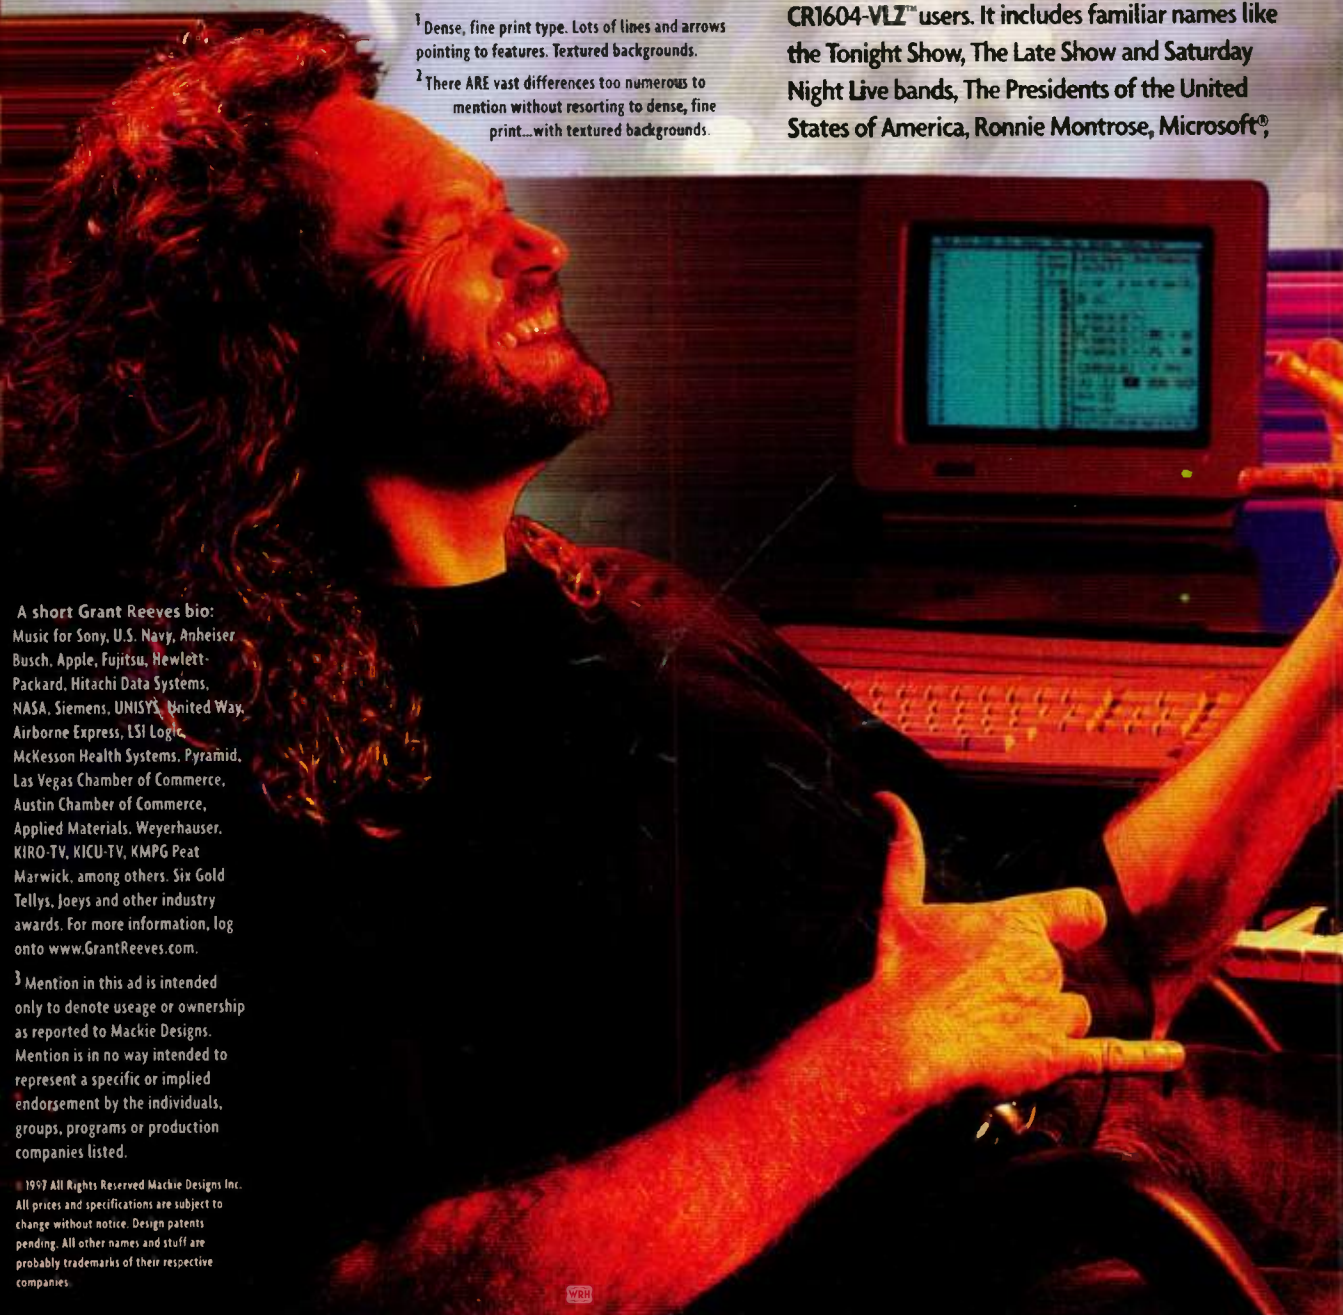 1 Dense, fine print type. Lots of lines and arrows
pointing to features. Textured backgrounds.
2 There ARE vast differences too numerous to
mention without resorting to dense, fine
print...with textured backgrounds.
CR1604-VLZ™ users. It includes familiar names like
the Tonight Show, The Late Show and Saturday
Night Live bands, The Presidents of the United
States of America, Ronnie Montrose, Microsoft®,
A short Grant Reeves bio:
Music for Sony, U.S. Navy, Anheiser
Busch, Apple, Fujitsu, Hewlett-
Packard, Hitachi Data Systems,
NASA, Siemens, UNISYS, United Way,
Airborne Express, LSI Logic,
McKesson Health Systems, Pyramid,
Las Vegas Chamber of Commerce,
Austin Chamber of Commerce,
Applied Materials, Weyerhauser,
KIRO-TV, KICU-TV, KMPG Peat
Marwick, among others. Six Gold
Tellys, Joeys and other industry
awards. For more information, log
onto www.GrantReeves.com.
3 Mention in this ad is intended
only to denote useage or ownership
as reported to Mackie Designs.
Mention is in no way intended to
represent a specific or implied
endorsement by the individuals,
groups, programs or production
companies listed.
1997 All Rights Reserved Mackie Designs Inc.
All prices and specifications are subject to
change without notice. Design patents
pending. All other names and stuff are
probably trademarks of their respective
companies.
WRH